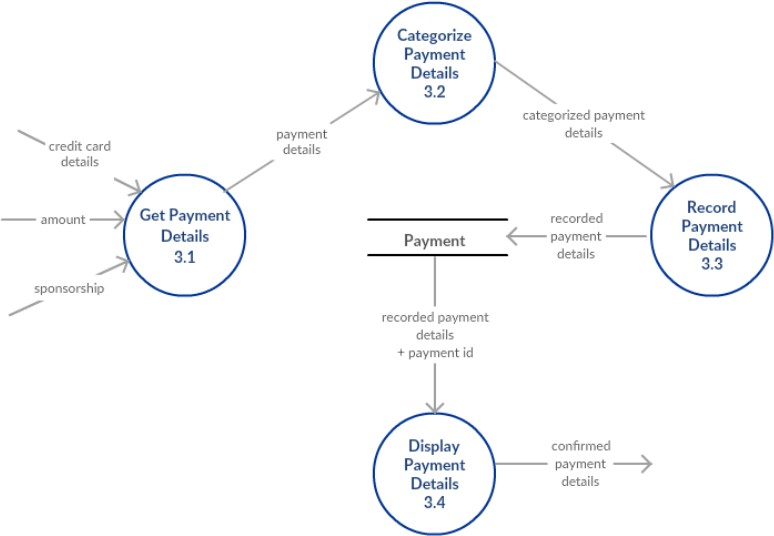 Categorize
Payment
Details
3.2
payment
details
categorized payment
details
credit card
details
amount
sponsorship
Get Payment
Details
3.1
Payment
recorded
payment
details
Record
Payment
Details
3.3
recorded payment
details
+ payment id
Display
Payment
Details
3.4
confirmed
payment
details